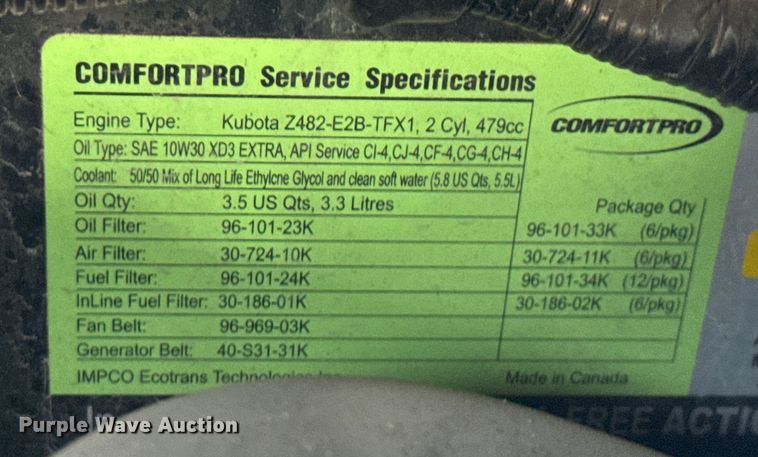 COMFORTPRO Service Specifications
Engine Type: Kubota Z482-E2B-TFX1, 2 Cyl, 479cc
COMFORTPRO
Oil Type: SAE 10W30 XD3 EXTRA, API Service CI-4,CJ-4,CF-4,CG-4,CH-4
Coolant: 50/50 Mix of Long Life Ethylcne Glycol and clean soft water (5.8 US Qts, 5.5L)
Oil Qty: 3.5 US Qts, 3.3 Litres Package Qty
Oil Filter: 96-101-23K 96-101-33K (6/pkg)
Air Filter: 30-724-10K 30-724-11K (6/pkg)
Fuel Filter: 96-101-24K 96-101-34K (12/pkg)
InLine Fuel Filter: 30-186-01K 30-186-02K (6/pkg)
Fan Belt: 96-969-03K
Generator Belt: 40-S31-31K
IMPCO Ecotrans Technologies Inc. Made in Canada
FREE ACTI
Purple Wave Auction